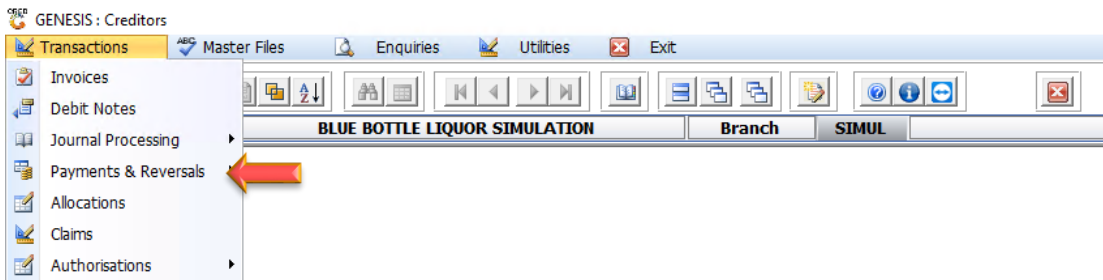 GENESIS : Creditors
Transactions ABC Master Files Enquiries Utilities Exit
Invoices
Debit Notes
BLUE BOTTLE LIQUOR SIMULATION Branch SIMUL
Journal Processing
Payments & Reversals
Allocations
Claims
Authorisations